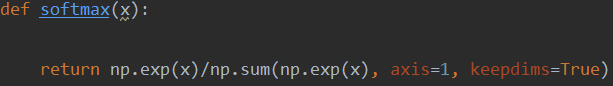 def softmax(x):
return np.exp(x)/np.sum(np.exp(x), axis=1, keepdims=True)